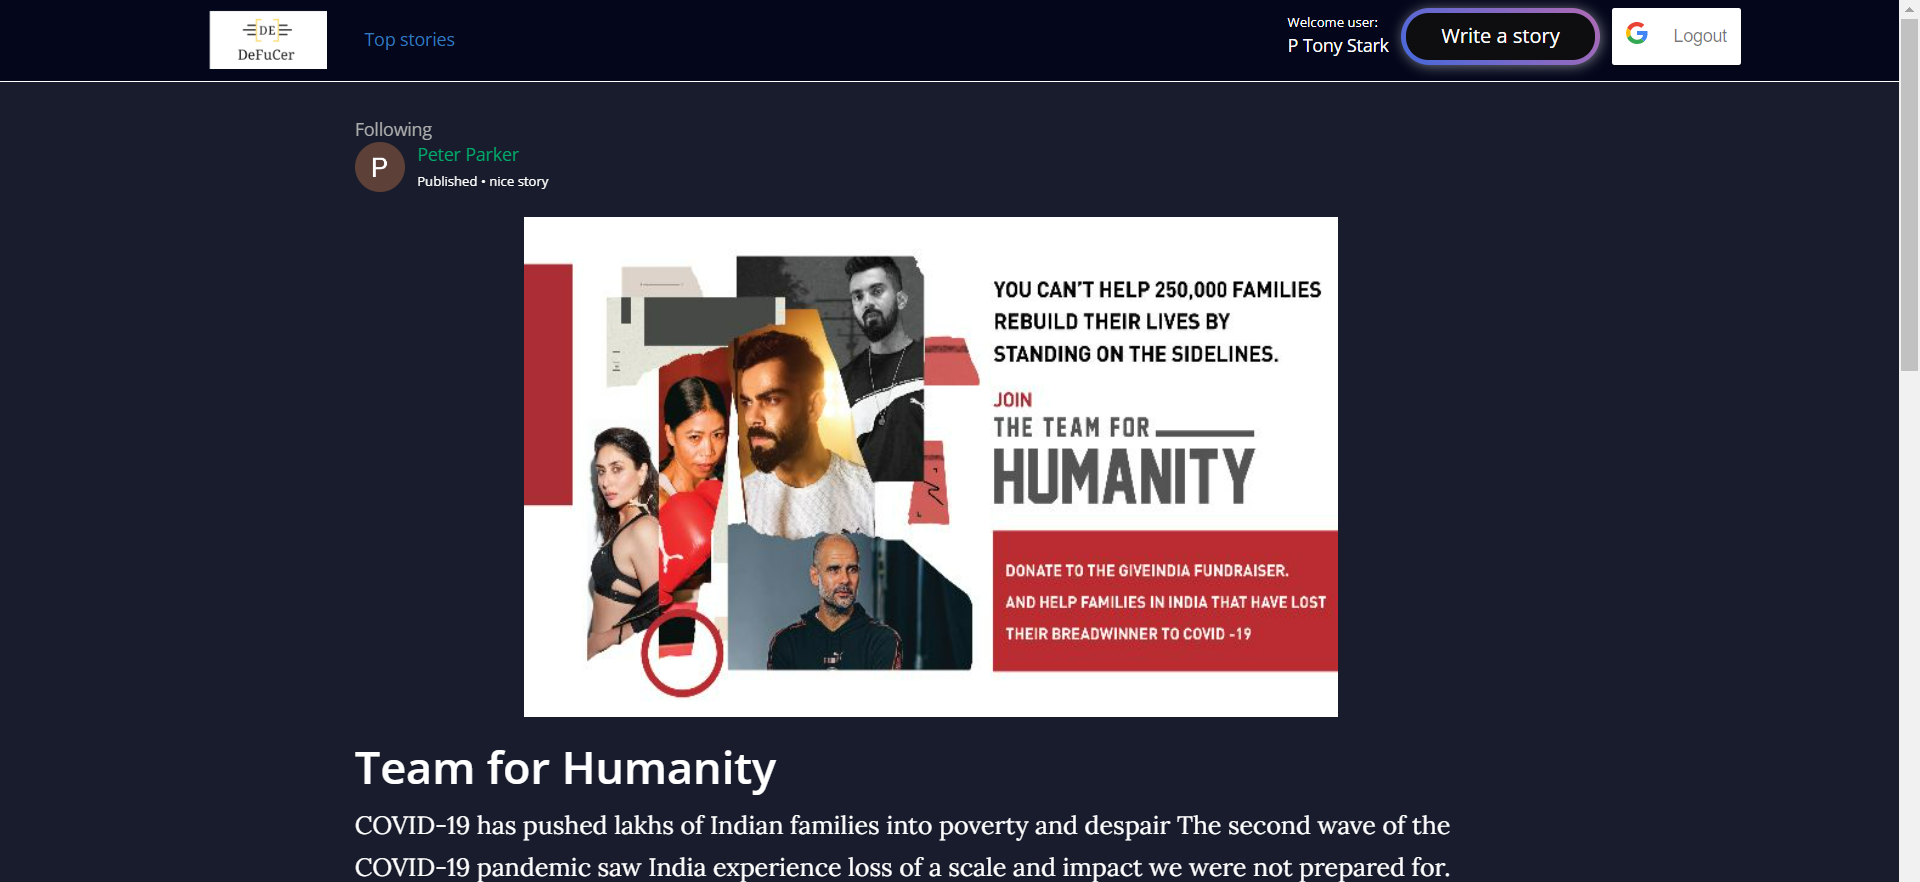 DE
DeFuCer
Top stories
Welcome user:
P Tony Stark
Write a story
Logout
Following
P
Peter Parker
Published • nice story
YOU CAN'T HELP 250,000 FAMILIES
REBUILD THEIR LIVES BY
STANDING ON THE SIDELINES.
JOIN
THE TEAM FOR
HUMANITY
DONATE TO THE GIVEINDIA FUNDRAISER.
AND HELP FAMILIES IN INDIA THAT HAVE LOST
THEIR BREADWINNER TO COVID -19
Team for Humanity
COVID-19 has pushed lakhs of Indian families into poverty and despair The second wave of the
COVID-19 pandemic saw India experience loss of a scale and impact we were not prepared for.